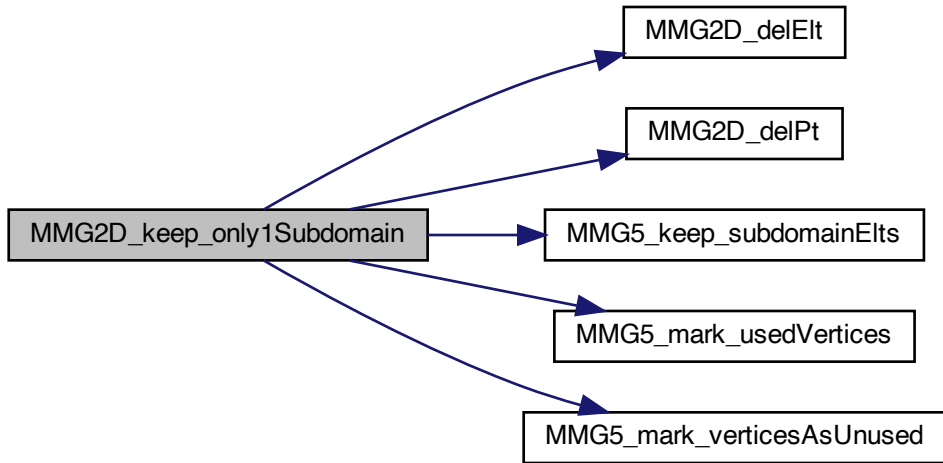 MMG2D_delElt
MMG2D_delPt
MMG2D_keep_only1Subdomain
MMG5_keep_subdomainElts
MMG5_mark_usedVertices
MMG5_mark_verticesAsUnused